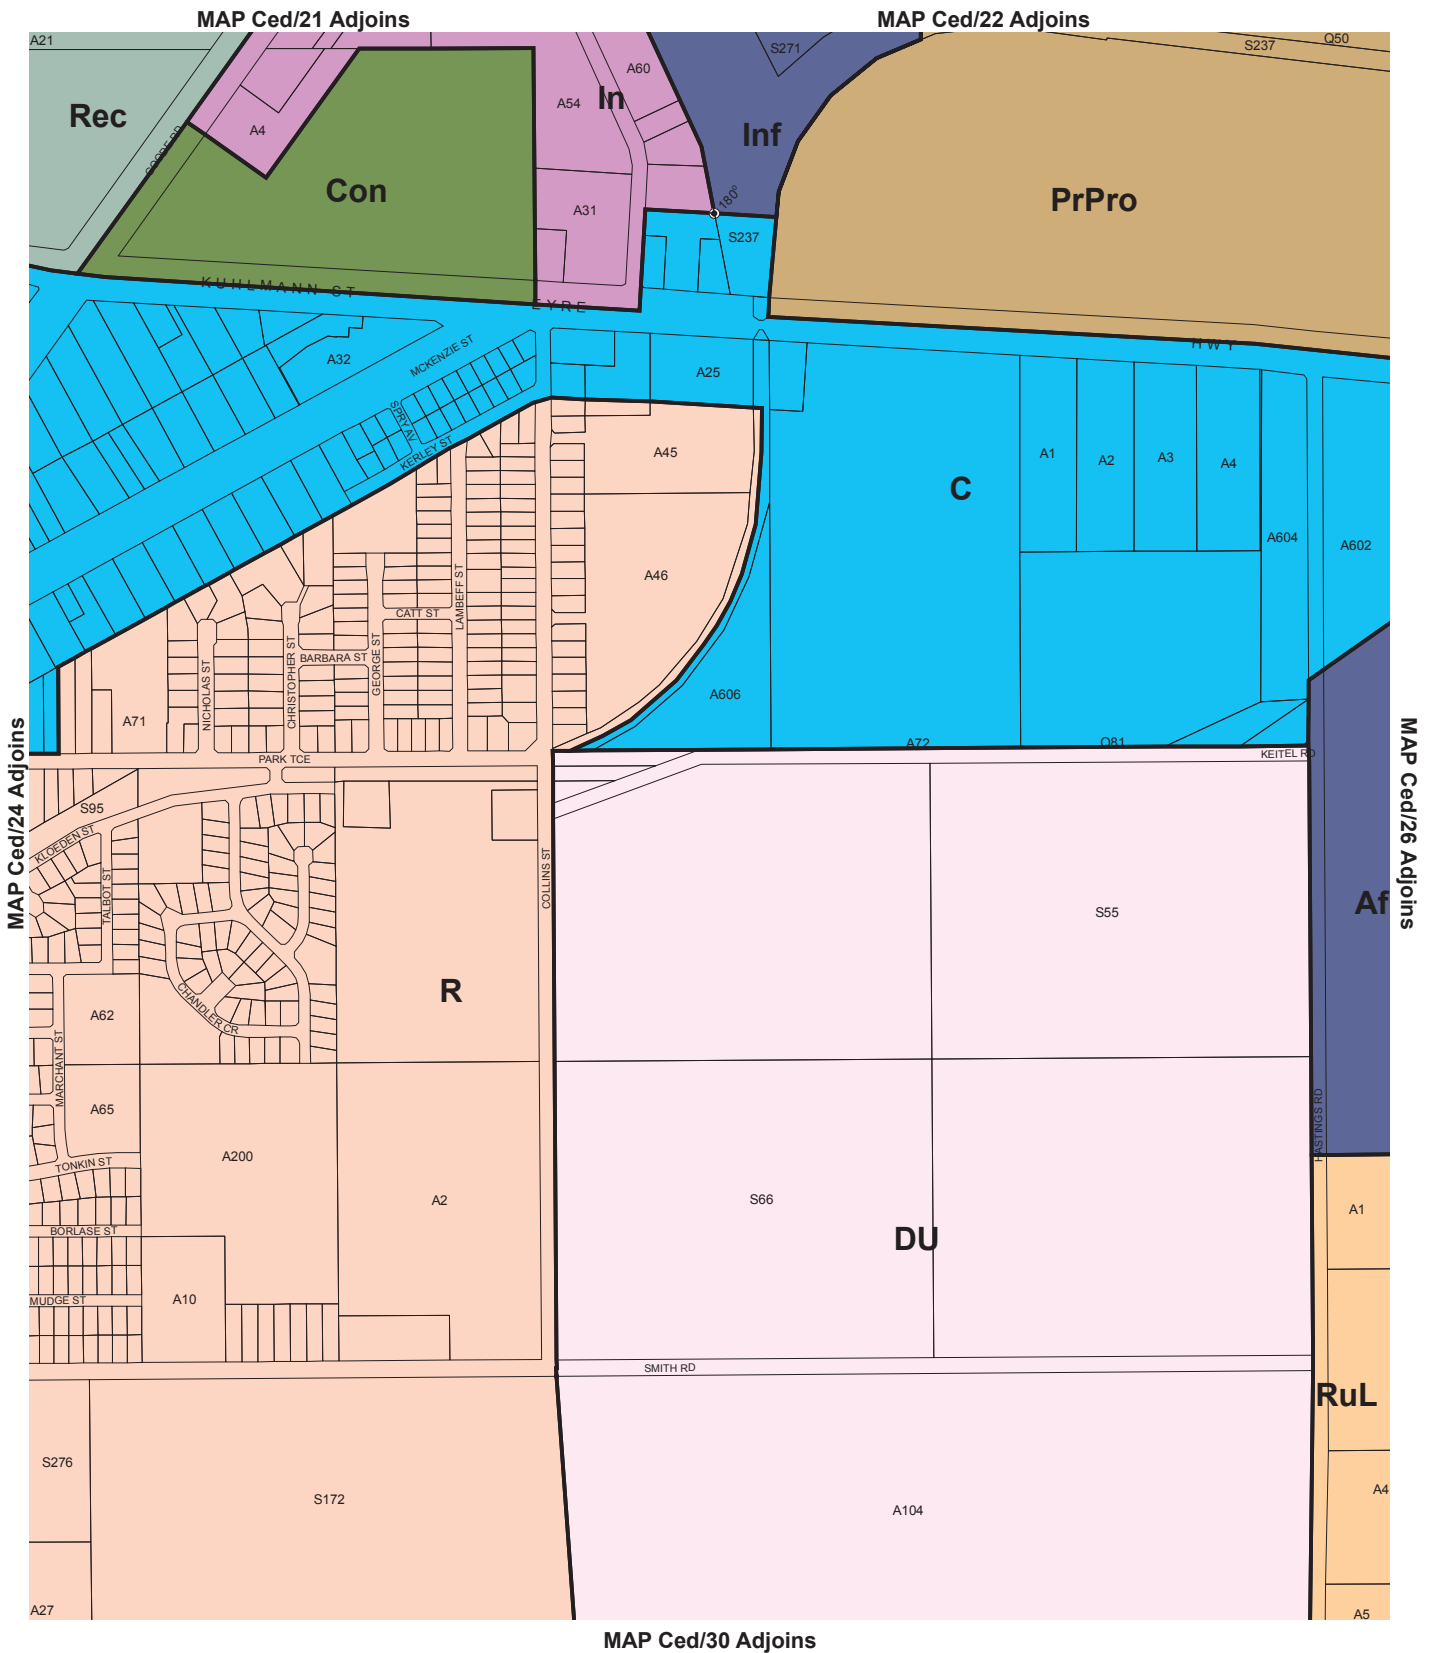 MAP Ced/21 Adjoins
MAP Ced/22 Adjoins
A21
Q50
S237
S271
A60
A54
In
Rec
GOODE RD
A4
Inf
Con
PrPro
180°
A31
S237
KUHLMANN ST
EYRE
HWY
MCKENZIE ST
A32
A25
SPRY AV
KERLEY ST
A45
A1
A2
A3
A4
C
A604
A602
A46
LAMBEFF ST
CATT ST
BARBARA ST
GEORGE ST
CHRISTOPHER ST
NICHOLAS ST
A606
A71
A72
Q81
KEITEL RD
PARK TCE
MAP Ced/24 Adjoins
MAP Ced/26 Adjoins
S95
KLOEDEN ST
TALBOT ST
COLLINS ST
Af
S55
R
CHANDLER CR
A62
MARCHANT ST
A65
HASTINGS RD
A200
TONKIN ST
A2
S66
A1
BORLASE ST
DU
MUDGE ST
A10
SMITH RD
RuL
S276
S172
A4
A104
A27
A5
MAP Ced/30 Adjoins